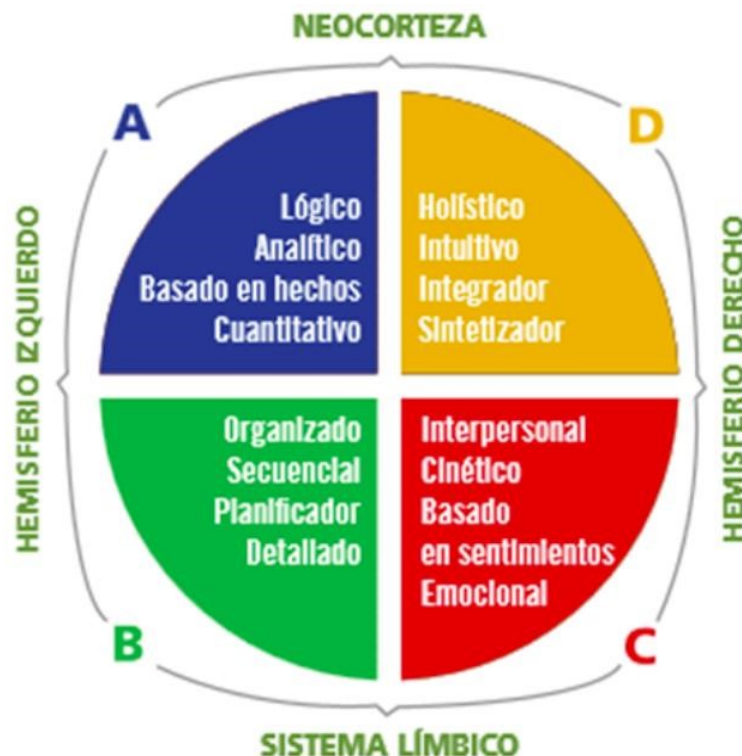 NEOCORTEZA
A
D
HEMISFERIO IZQUIERDO
Lógico
Analítico
Basado en hechos
Cuantitativo
Holístico
Intuitivo
Integrador
Sintetizador
HEMISFERIO DERECHO
Organizado
Secuencial
Planificador
Detallado
Interpersonal
Cinético
Basado
en sentimientos
Emocional
B
C
SISTEMA LÍMBICO